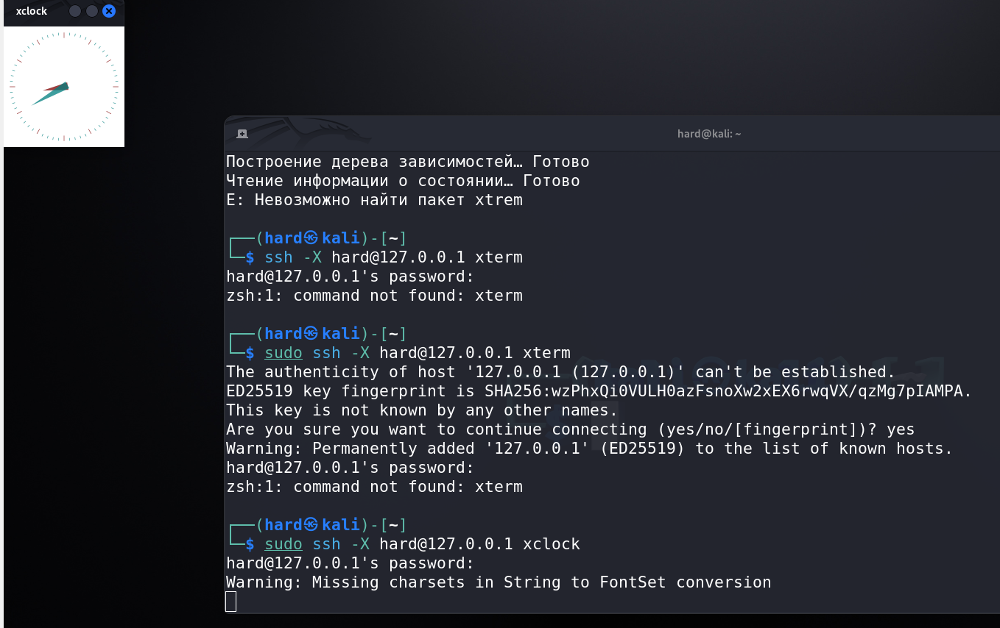 xclock
hard@kali: ~
Построение дерева зависимостей… Готово
Чтение информации о состоянии… Готово
E: Невозможно найти пакет xtrem
┌──(hard㉿kali)-[~]
└─$ ssh -X hard@127.0.0.1 xterm
hard@127.0.0.1's password:
zsh:1: command not found: xterm
┌──(hard㉿kali)-[~]
└─$ sudo ssh -X hard@127.0.0.1 xterm
The authenticity of host '127.0.0.1 (127.0.0.1)' can't be established.
ED25519 key fingerprint is SHA256:wzPhxQi0VULH0azFsnoXw2xEX6rwqVX/qzMg7pIAMPA.
This key is not known by any other names.
Are you sure you want to continue connecting (yes/no/[fingerprint])? yes
Warning: Permanently added '127.0.0.1' (ED25519) to the list of known hosts.
hard@127.0.0.1's password:
zsh:1: command not found: xterm
┌──(hard㉿kali)-[~]
└─$ sudo ssh -X hard@127.0.0.1 xclock
hard@127.0.0.1's password:
Warning: Missing charsets in String to FontSet conversion